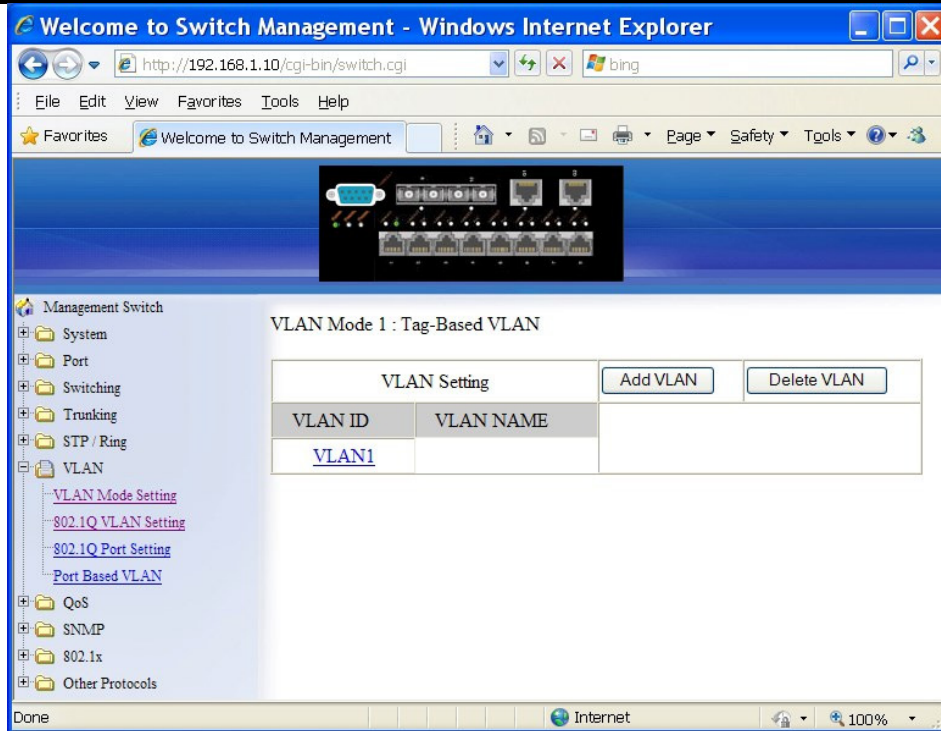 Welcome to Switch Management - Windows Internet Explorer
http://192.168.1.10/cgi-bin/switch.cgi
bing
File Edit View Favorites Tools Help
Favorites Welcome to Switch Management Page Safety Tools
Management Switch
System
Port
Switching
Trunking
STP / Ring
VLAN
VLAN Mode Setting
802.1Q VLAN Setting
802.1Q Port Setting
Port Based VLAN
QoS
SNMP
802.1x
Other Protocols
VLAN Mode 1 : Tag-Based VLAN
VLAN Setting Add VLAN Delete VLAN
VLAN ID VLAN NAME
VLAN1
Done Internet 100%